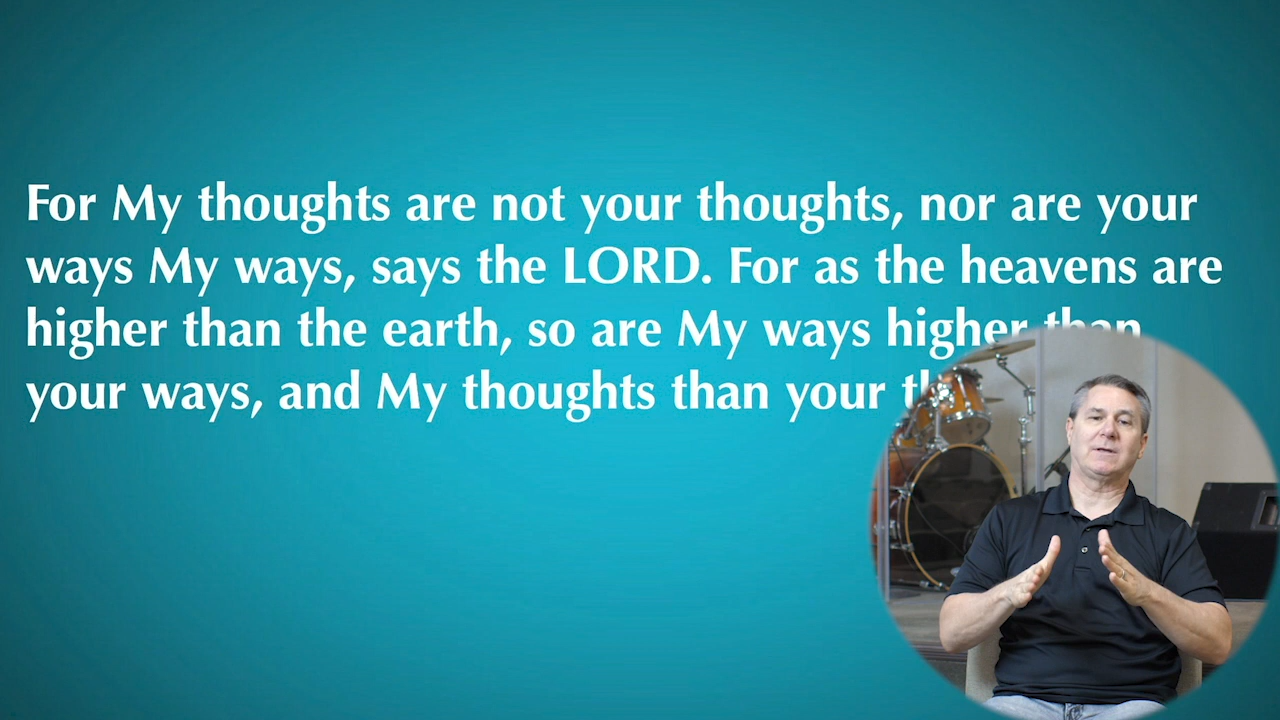 For My thoughts are not your thoughts, nor are your
ways My ways, says the LORD. For as the heavens are
higher than the earth, so are My ways higher than
your ways, and My thoughts than your